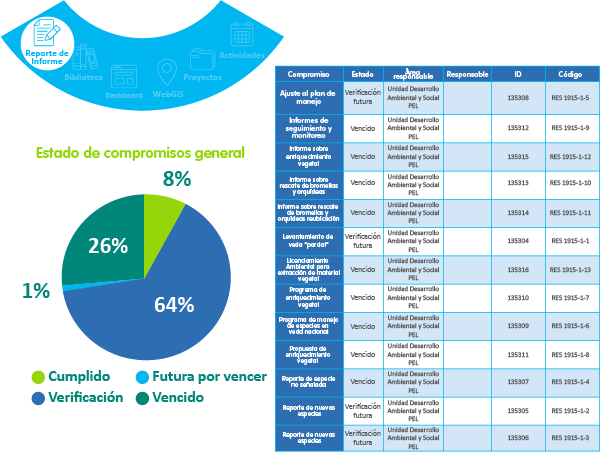 Reporte de
Informe
Biblioteca
Dashboard
WebGIS
Proyectos
Actividades
Estado de compromisos general
8%
26%
1%
64%
Cumplido
Futura por vencer
Verificación
Vencido
Compromiso Estado Área responsable Responsable ID Código
Ajuste al plan de manejo Verificación futura Unidad Desarrollo Ambiental y Social PEL 135308 RES 1915-1-5
Informes de seguimiento y monitoreo Vencido Unidad Desarrollo Ambiental y Social PEL 135312 RES 1915-1-9
Informe sobre enriquecimiento vegetal Vencido Unidad Desarrollo Ambiental y Social PEL 135315 RES 1915-1-12
Informe sobre rescate de bromelias y orquídeas Vencido Unidad Desarrollo Ambiental y Social PEL 135313 RES 1915-1-10
Informe sobre rescate de bromelias y orquídeas reubicación Vencido Unidad Desarrollo Ambiental y Social PEL 135314 RES 1915-1-11
Levantamiento de veda "parcial" Verificación futura Unidad Desarrollo Ambiental y Social PEL 135304 RES 1915-1-1
Licenciamiento Ambiental para extracción de material vegetal Vencido Unidad Desarrollo Ambiental y Social PEL 135316 RES 1915-1-13
Programa de enriquecimiento vegetal Vencido Unidad Desarrollo Ambiental y Social PEL 135310 RES 1915-1-7
Programa de manejo de especies en veda nacional Vencido Unidad Desarrollo Ambiental y Social PEL 135309 RES 1915-1-6
Propuesta de enriquecimiento vegetal Vencido Unidad Desarrollo Ambiental y Social PEL 135311 RES 1915-1-8
Reporte de especie no señalada Vencido Unidad Desarrollo Ambiental y Social PEL 135307 RES 1915-1-4
Reporte de nuevas especies Verificación futura Unidad Desarrollo Ambiental y Social PEL 135305 RES 1915-1-2
Reporte de nuevas especies Verificación futura Unidad Desarrollo Ambiental y Social PEL 135306 RES 1915-1-3